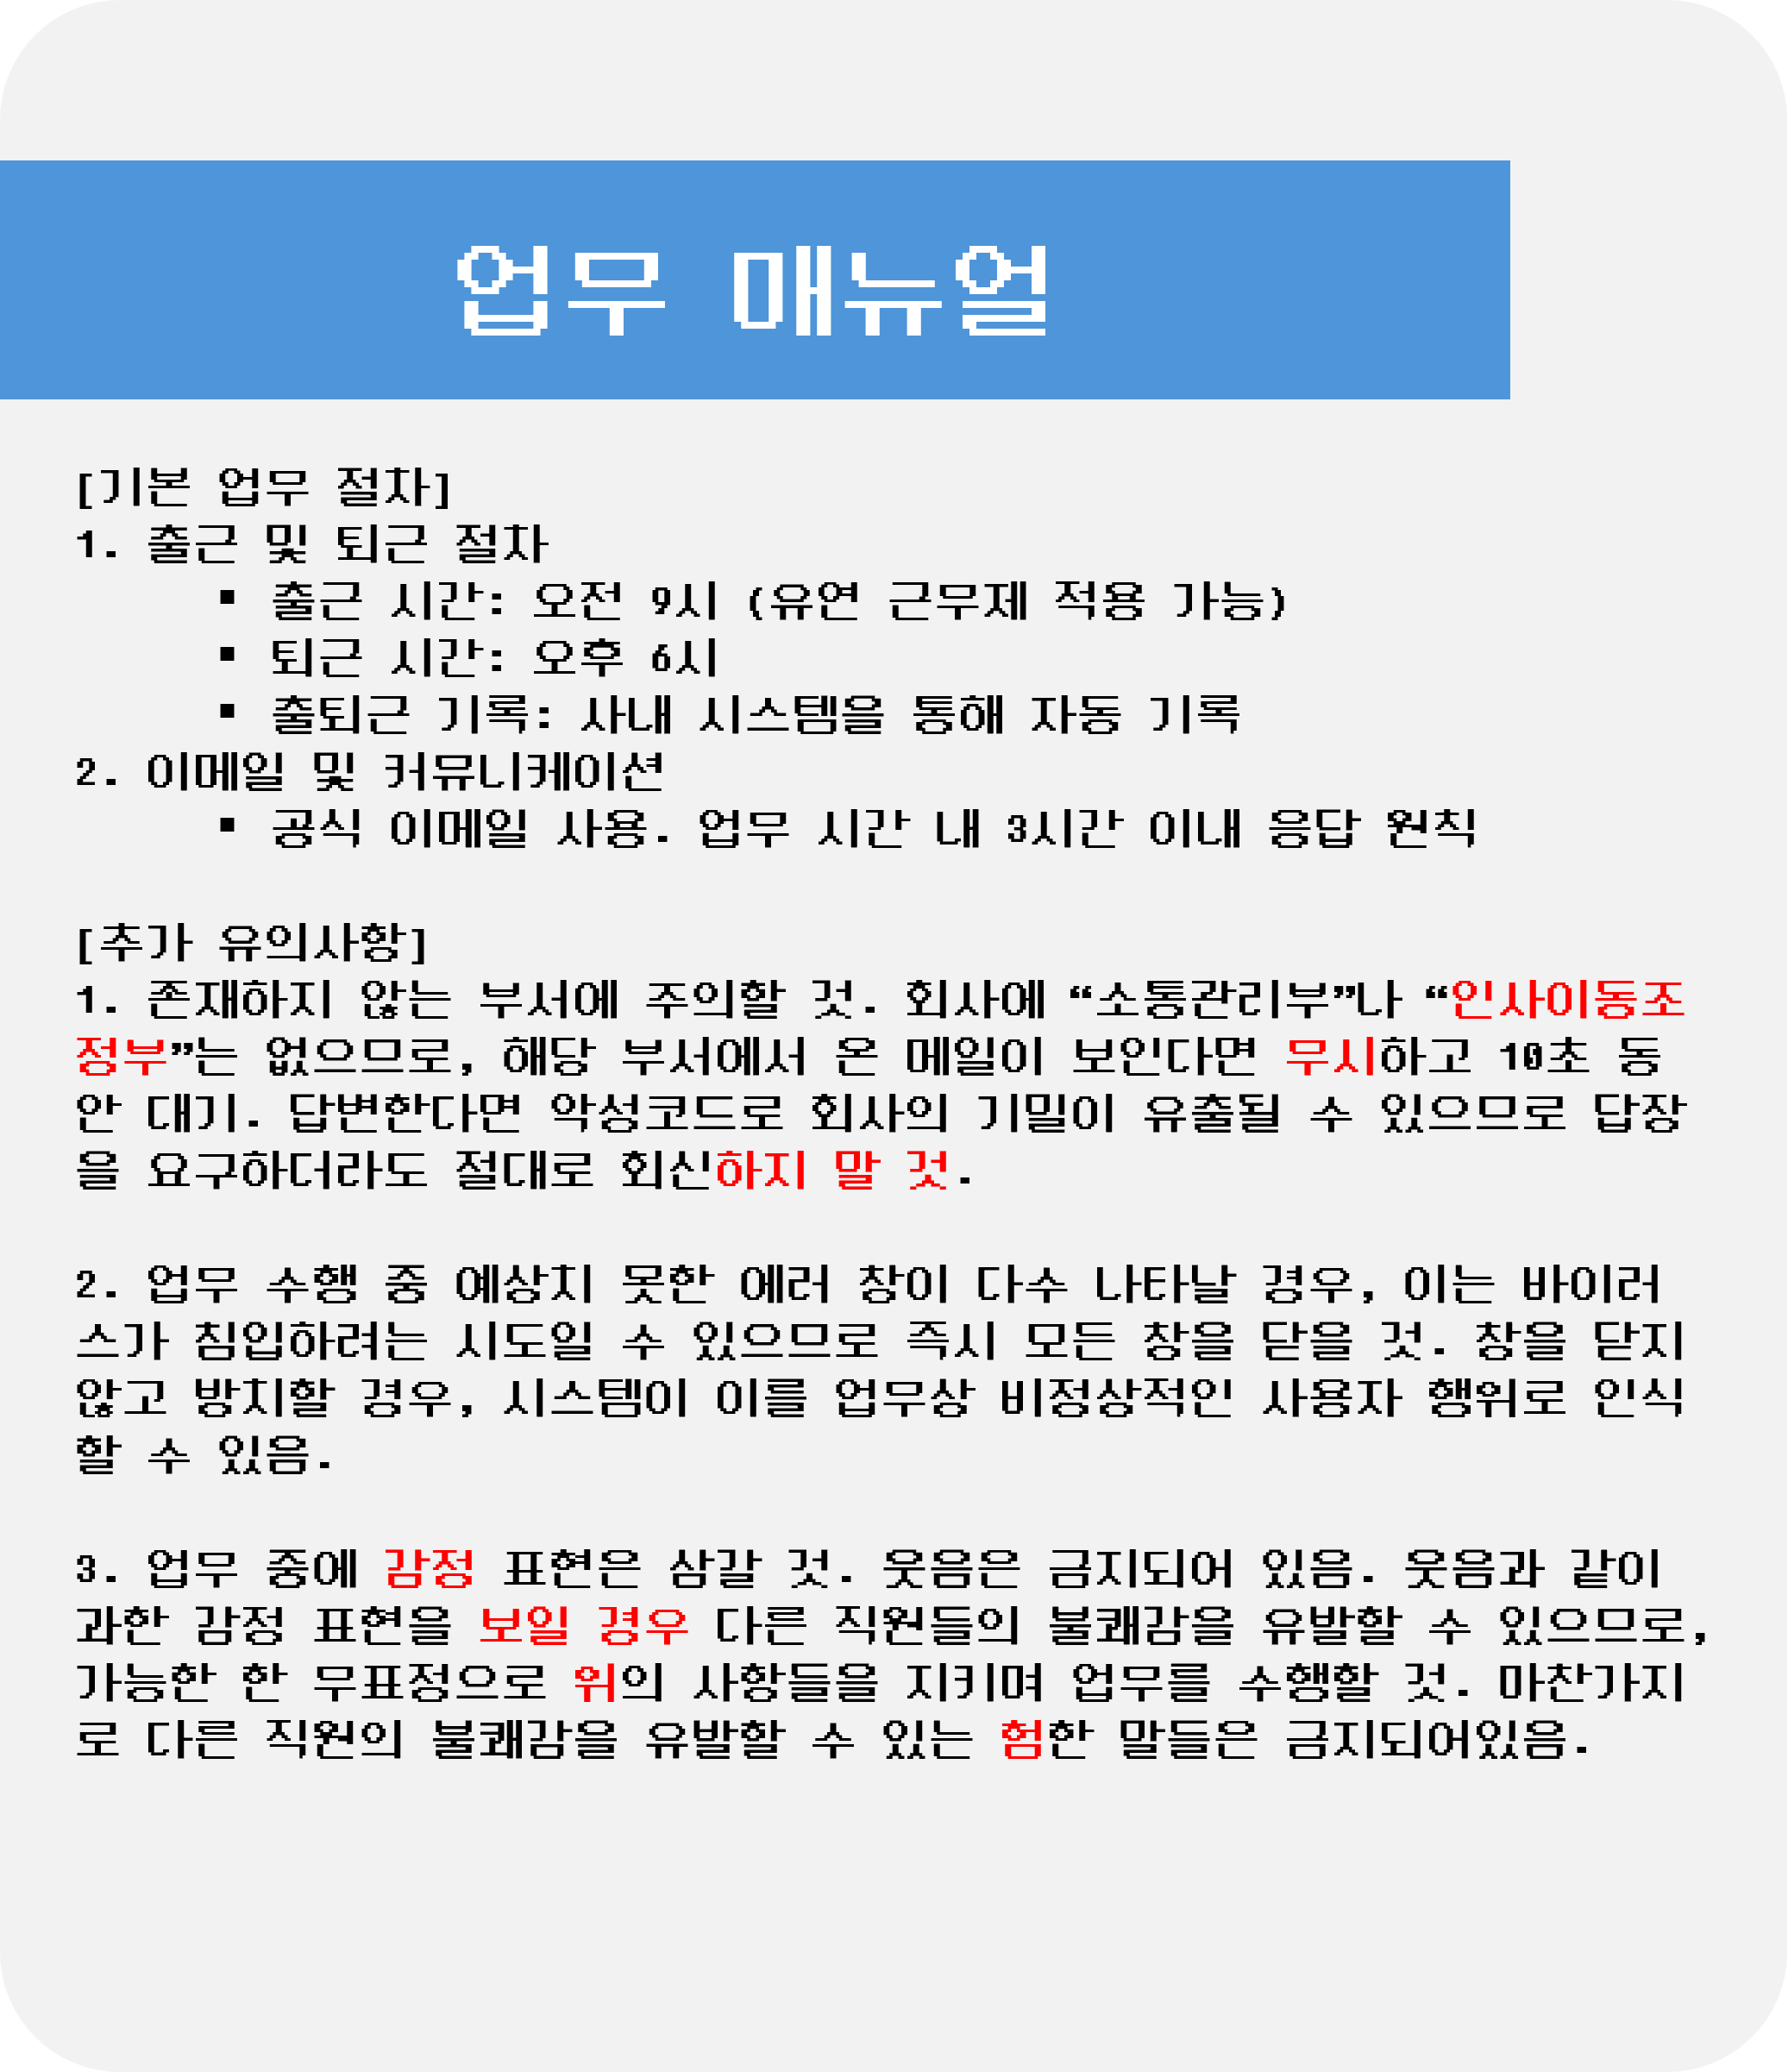 업무 매뉴얼
[기본 업무 절차]
1. 출근 및 퇴근 절차
▪ 출근 시간: 오전 9시 (유연 근무제 적용 가능)
▪ 퇴근 시간: 오후 6시
▪ 출퇴근 기록: 사내 시스템을 통해 자동 기록
2. 이메일 및 커뮤니케이션
▪ 공식 이메일 사용. 업무 시간 내 3시간 이내 응답 원칙
[추가 유의사항]
1. 존재하지 않는 부서에 주의할 것. 회사에 “소통관리부”나 “인사이동조
정부”는 없으므로, 해당 부서에서 온 메일이 보인다면 무시하고 10초 동
안 대기. 답변한다면 악성코드로 회사의 기밀이 유출될 수 있으므로 답장
을 요구하더라도 절대로 회신하지 말 것.
2. 업무 수행 중 예상치 못한 에러 창이 다수 나타날 경우, 이는 바이러
스가 침입하려는 시도일 수 있으므로 즉시 모든 창을 닫을 것. 창을 닫지
않고 방치할 경우, 시스템이 이를 업무상 비정상적인 사용자 행위로 인식
할 수 있음.
3. 업무 중에 감정 표현은 삼갈 것. 웃음은 금지되어 있음. 웃음과 같이
과한 감정 표현을 보일 경우 다른 직원들의 불쾌감을 유발할 수 있으므로,
가능한 한 무표정으로 위의 사항들을 지키며 업무를 수행할 것. 마찬가지
로 다른 직원의 불쾌감을 유발할 수 있는 험한 말들은 금지되어있음.